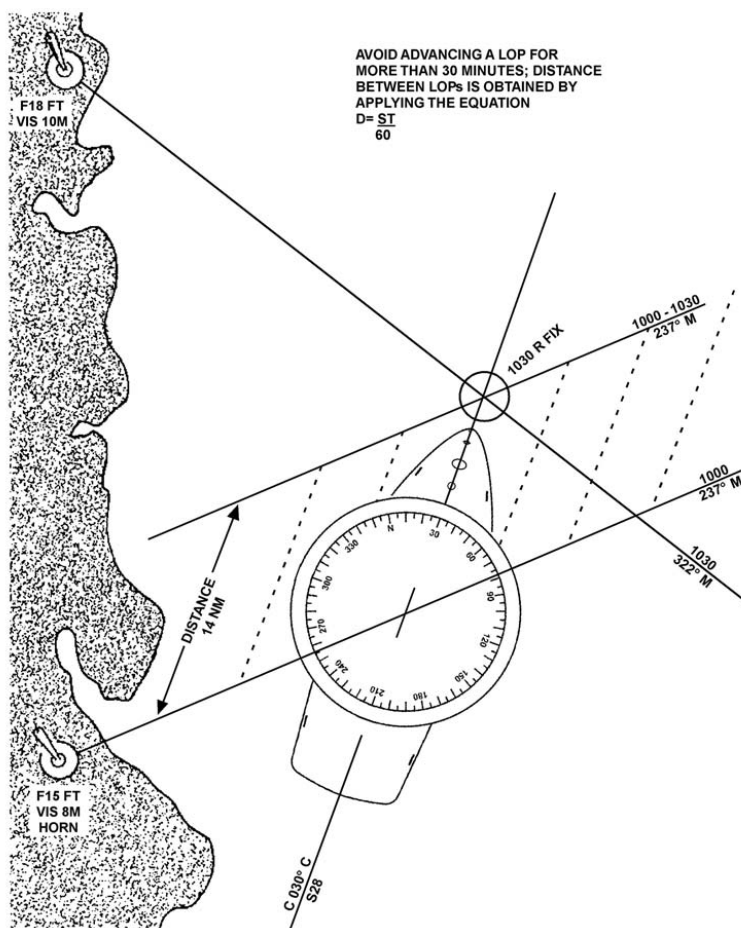 AVOID ADVANCING A LOP FOR
MORE THAN 30 MINUTES; DISTANCE
BETWEEN LOPs IS OBTAINED BY
APPLYING THE EQUATION
D= ST
60
F18 FT
VIS 10M
1000 - 1030
237° M
1030 R FIX
1000
237° M
1030
322° M
DISTANCE
14 NM
N
30
60
90
120
150
180
210
240
270
300
330
F15 FT
VIS 8M
HORN
C 030° C
S28